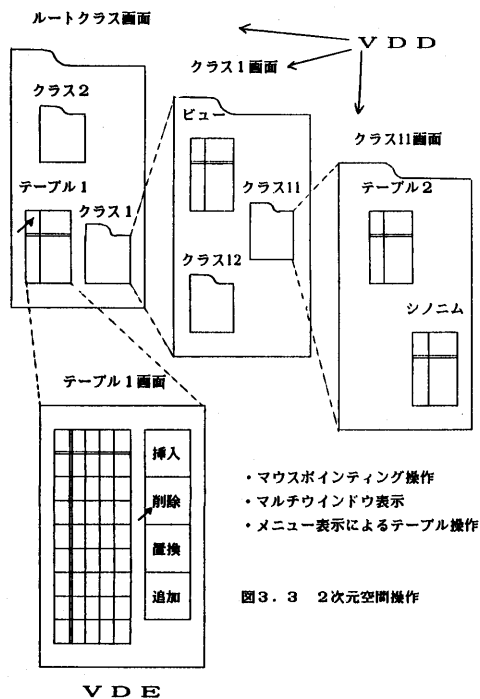 ルートクラス画面
VDD
クラス1画面
クラス2
ビュー
クラス11画面
テーブル1
クラス1
クラス11
テーブル2
クラス12
シノニム
テーブル1画面
挿入
削除
置換
追加
・マウスポインティング操作
・マルチウインドウ表示
・メニュー表示によるテーブル操作
図3.3 2次元空間操作
VDE